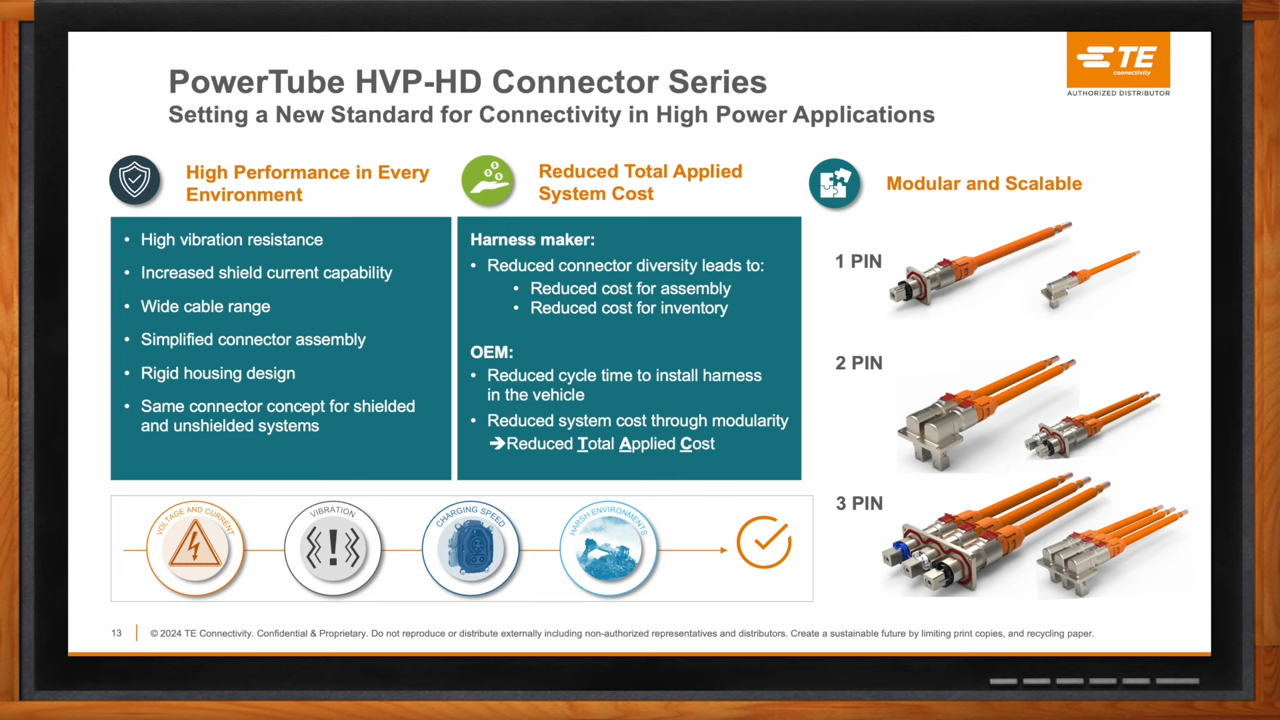 TE
connectivity
AUTHORIZED DISTRIBUTOR
PowerTube HVP-HD Connector Series
Setting a New Standard for Connectivity in High Power Applications
High Performance in Every
Environment
• High vibration resistance
• Increased shield current capability
• Wide cable range
• Simplified connector assembly
• Rigid housing design
• Same connector concept for shielded
and unshielded systems
Reduced Total Applied
System Cost
Harness maker:
• Reduced connector diversity leads to:
• Reduced cost for assembly
• Reduced cost for inventory
OEM:
• Reduced cycle time to install harness
in the vehicle
• Reduced system cost through modularity
➔Reduced Total Applied Cost
Modular and Scalable
1 PIN
2 PIN
3 PIN
VOLTAGE AND CURRENT
VIBRATION
CHARGING SPEED
HARSH ENVIRONMENTS
13
© 2024 TE Connectivity. Confidential & Proprietary. Do not reproduce or distribute externally including non-authorized representatives and distributors. Create a sustainable future by limiting print copies, and recycling paper.